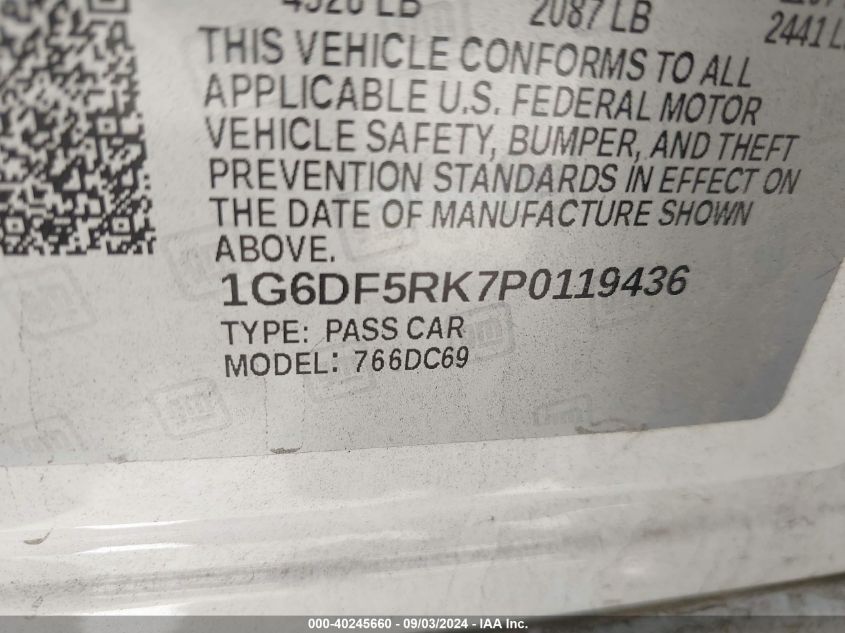 2087 LB
2441 L
THIS VEHICLE CONFORMS TO ALL
APPLICABLE U.S. FEDERAL MOTOR
VEHICLE SAFETY, BUMPER, AND THEFT
PREVENTION STANDARDS IN EFFECT ON
THE DATE OF MANUFACTURE SHOWN
ABOVE.
1G6DF5RK7P0119436
TYPE: PASS CAR
MODEL: 766DC69
000-40245660 - 09/03/2024 - IAA Inc.